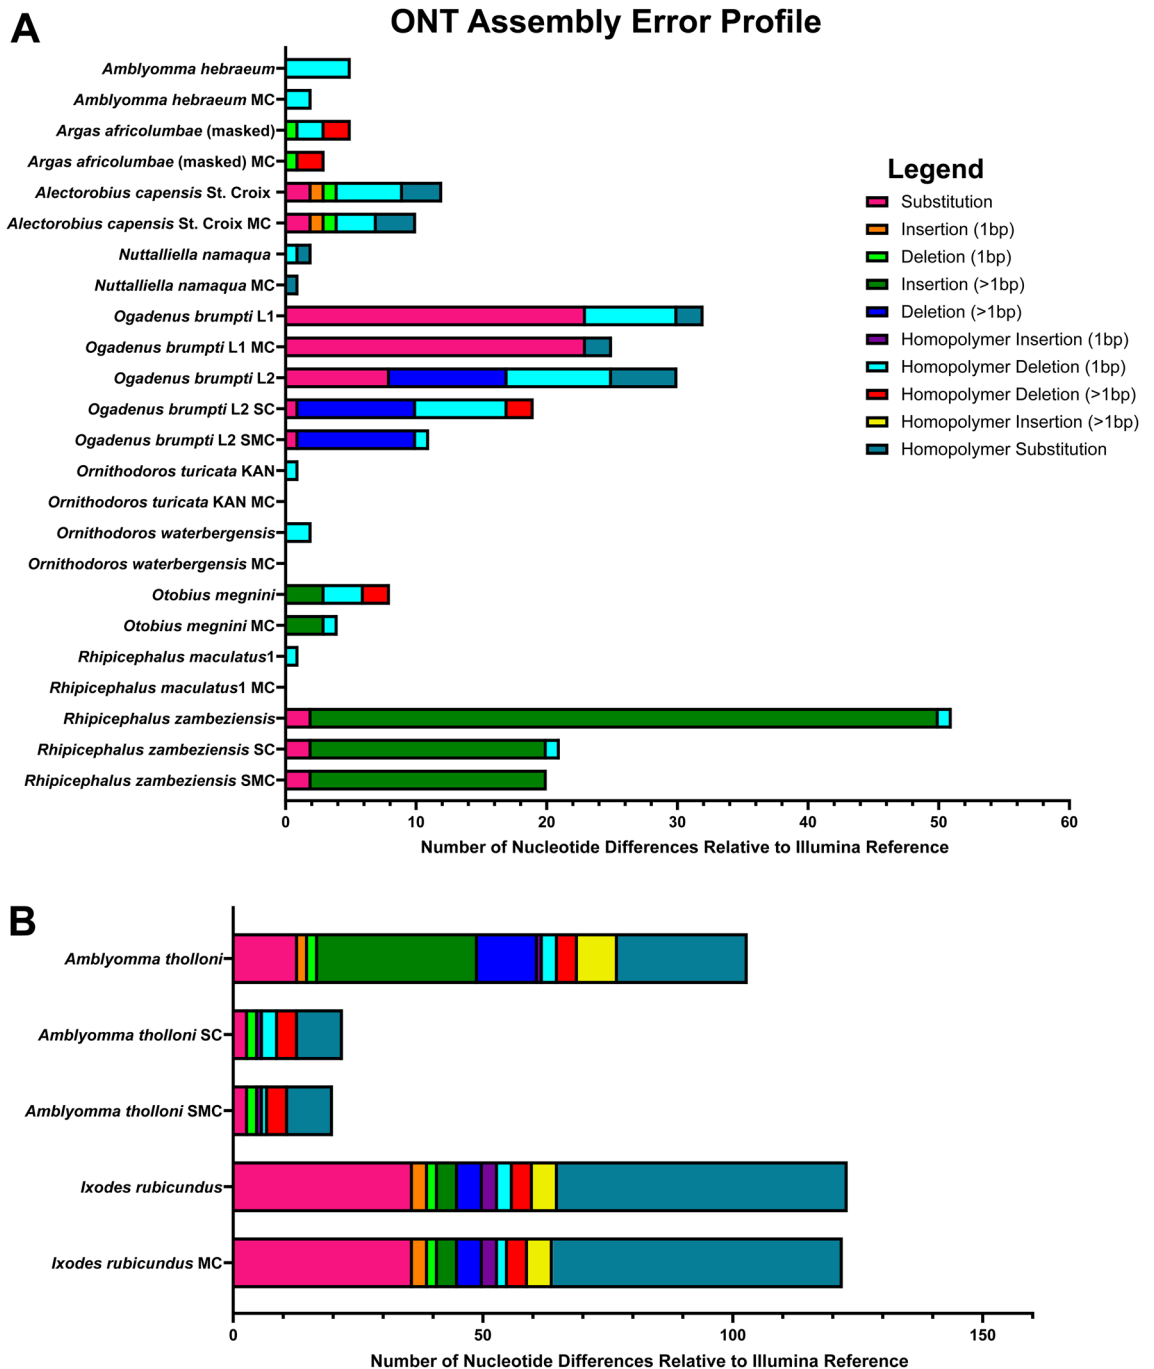 A
ONT Assembly Error Profile
Amblyomma hebraeum
Amblyomma hebraeum MC
Argas africolumbae (masked)
Argas africolumbae (masked) MC
Alectorobius capensis St. Croix
Alectorobius capensis St. Croix MC
Nuttalliella namaqua
Nuttalliella namaqua MC
Ogadenus brumpti L1
Ogadenus brumpti L1 MC
Ogadenus brumpti L2
Ogadenus brumpti L2 SC
Ogadenus brumpti L2 SMC
Ornithodoros turicata KAN
Ornithodoros turicata KAN MC
Ornithodoros waterbergensis
Ornithodoros waterbergensis MC
Otobius megnini
Otobius megnini MC
Rhipicephalus maculatus1
Rhipicephalus maculatus1 MC
Rhipicephalus zambeziensis
Rhipicephalus zambeziensis SC
Rhipicephalus zambeziensis SMC
0 10 20 30 40 50 60
Number of Nucleotide Differences Relative to Illumina Reference
Legend
Substitution
Insertion (1bp)
Deletion (1bp)
Insertion (>1bp)
Deletion (>1bp)
Homopolymer Insertion (1bp)
Homopolymer Deletion (1bp)
Homopolymer Deletion (>1bp)
Homopolymer Insertion (>1bp)
Homopolymer Substitution
B
Amblyomma tholloni
Amblyomma tholloni SC
Amblyomma tholloni SMC
Ixodes rubicundus
Ixodes rubicundus MC
0 50 100 150
Number of Nucleotide Differences Relative to Illumina Reference